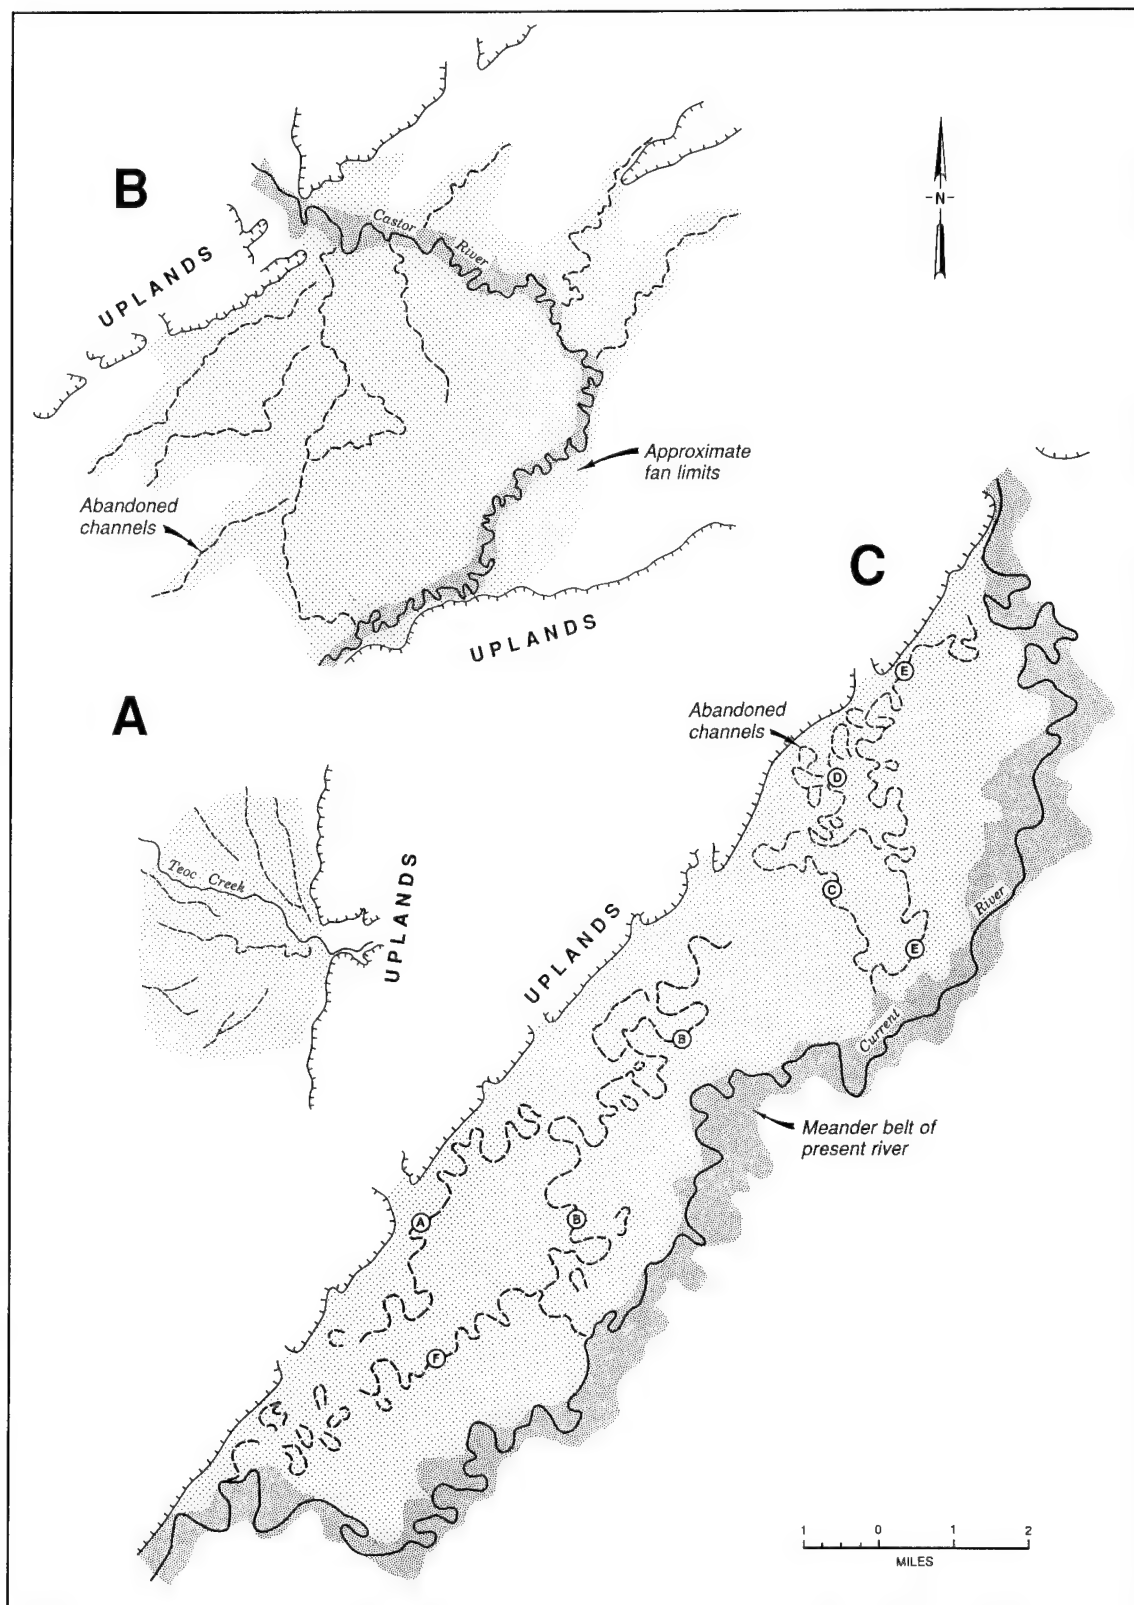 B
Castor
River
UPLANDS
-N-
Approximate
fan limits
Abandoned
channels
UPLANDS
C
A
Abandoned
channels
E
D
Teoc Creek
UPLANDS
C
River
UPLANDS
E
B
Current
Meander belt of
present river
A
B
F
1 0 1 2
MILES